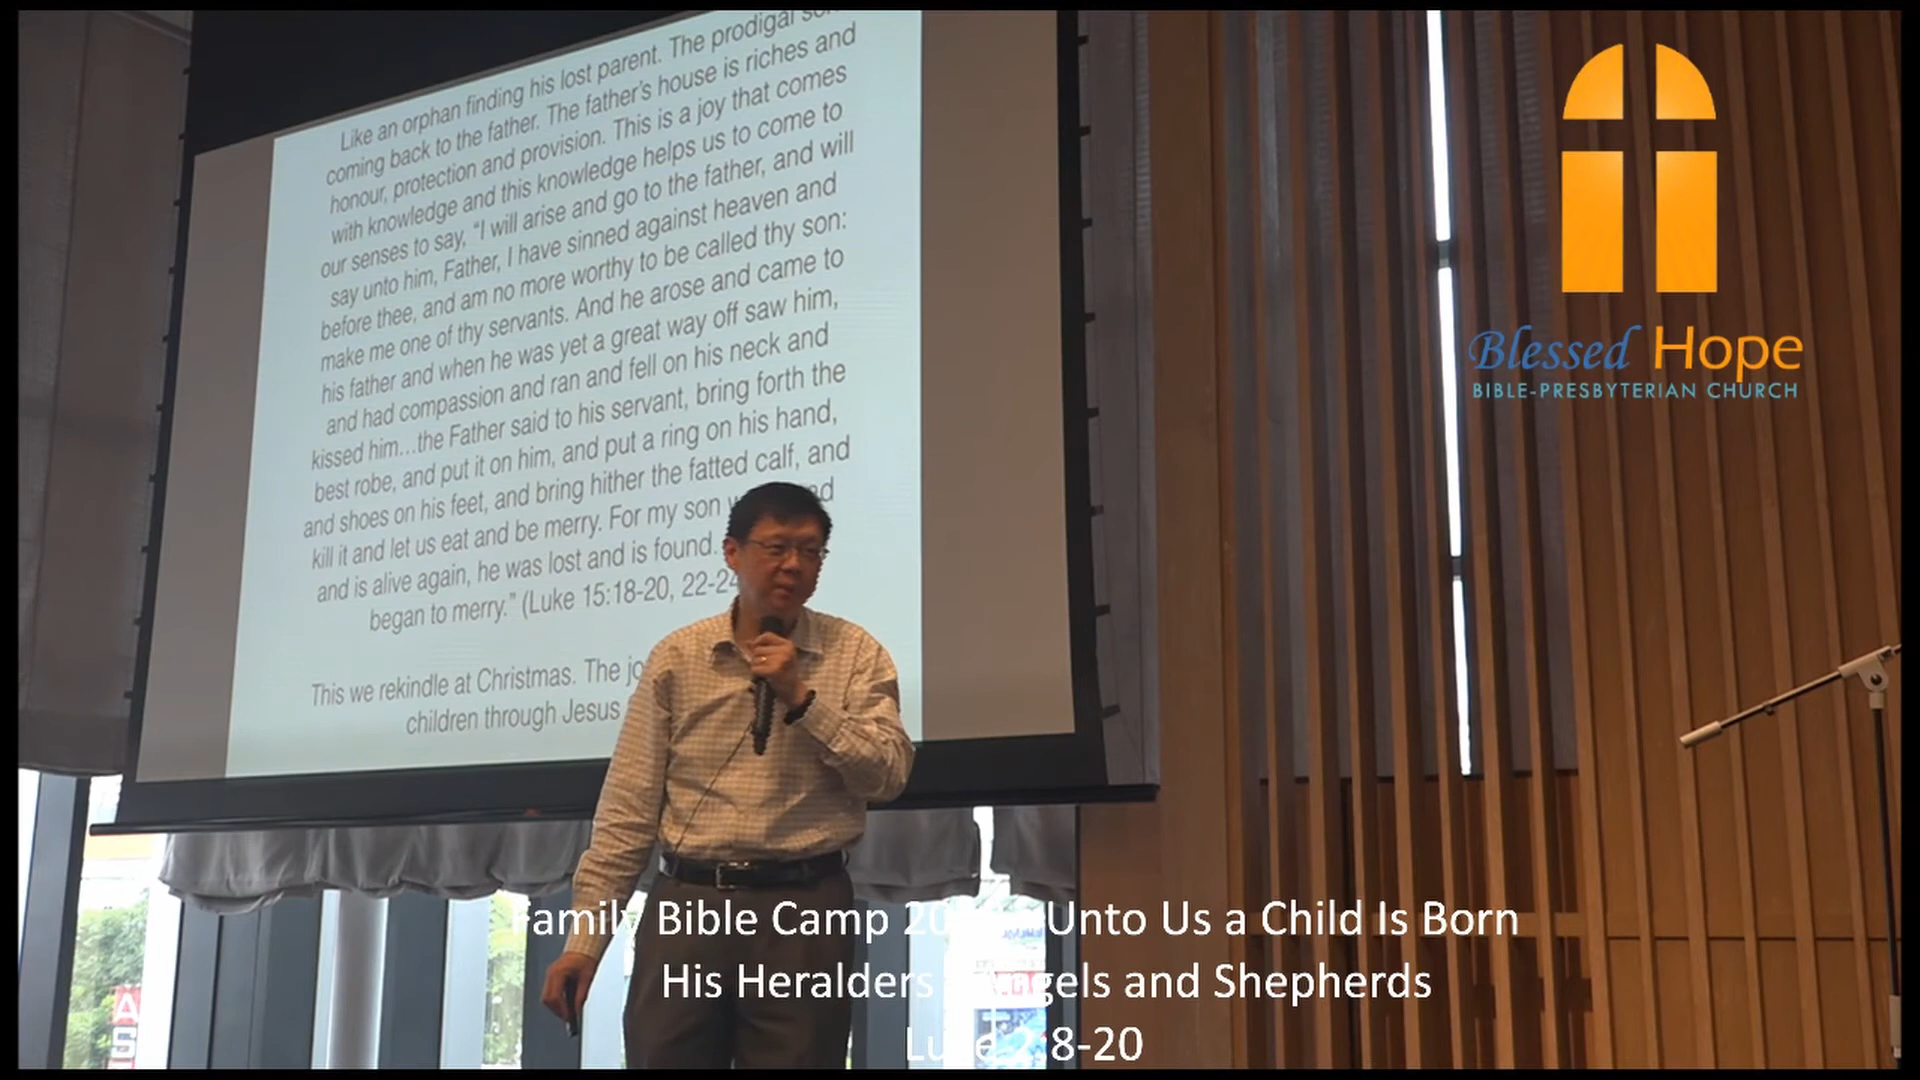 Like an orphan finding his lost parent. The prodigal son
coming back to the father. The father's house is riches and
honour, protection and provision. This is a joy that comes
with knowledge and this knowledge helps us to come to
our senses to say, “I will arise and go to the father, and will
say unto him, Father, I have sinned against heaven and
before thee, and am no more worthy to be called thy son:
make me one of thy servants. And he arose and came to
his father and when he was yet a great way off saw him,
and had compassion and ran and fell on his neck and
kissed him…the Father said to his servant, bring forth the
best robe, and put it on him, and put a ring on his hand,
and shoes on his feet, and bring hither the fatted calf, and
kill it and let us eat and be merry. For my son
and is alive again, he was lost and is found.
began to merry.” (Luke 15:18-20, 22-24
This we rekindle at Christmas. The
children through Jesus
Blessed Hope
BIBLE-PRESBYTERIAN CHURCH
Family Bible Camp Unto Us a Child Is Born
His Heralders Angels and Shepherds
Luke 2:8-20